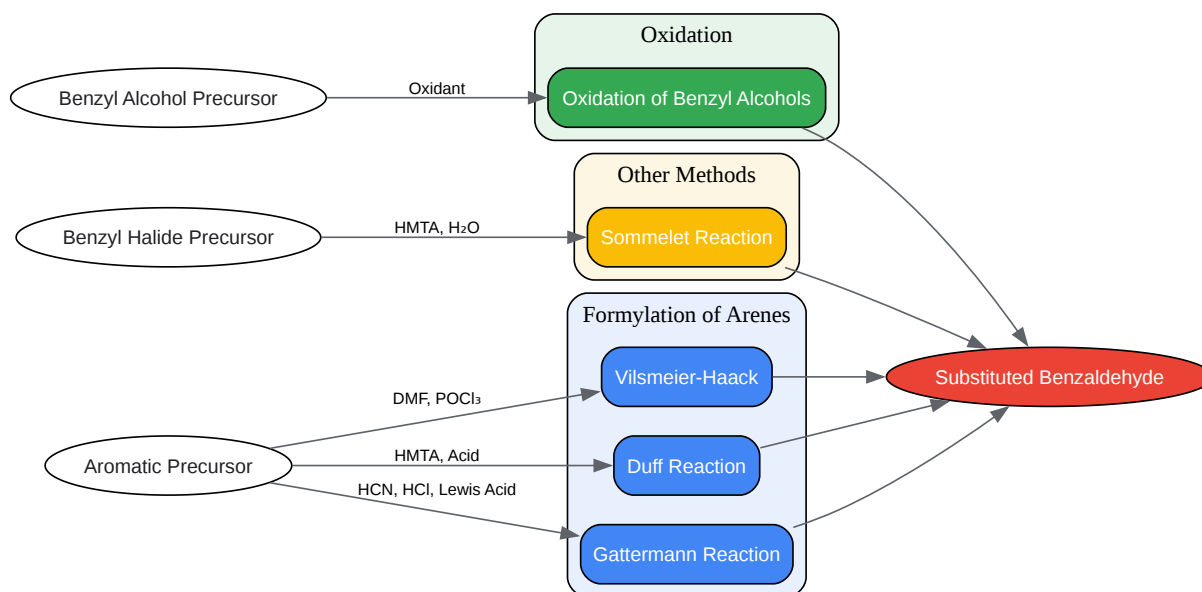 Oxidation
Benzyl Alcohol Precursor
Oxidant
Oxidation of Benzyl Alcohols
Other Methods
Benzyl Halide Precursor
HMTA, H₂O
Sommelet Reaction
Formylation of Arenes
Vilsmeier-Haack
Substituted Benzaldehyde
DMF, POCl₃
Aromatic Precursor
HMTA, Acid
Duff Reaction
HCN, HCl, Lewis Acid
Gattermann Reaction